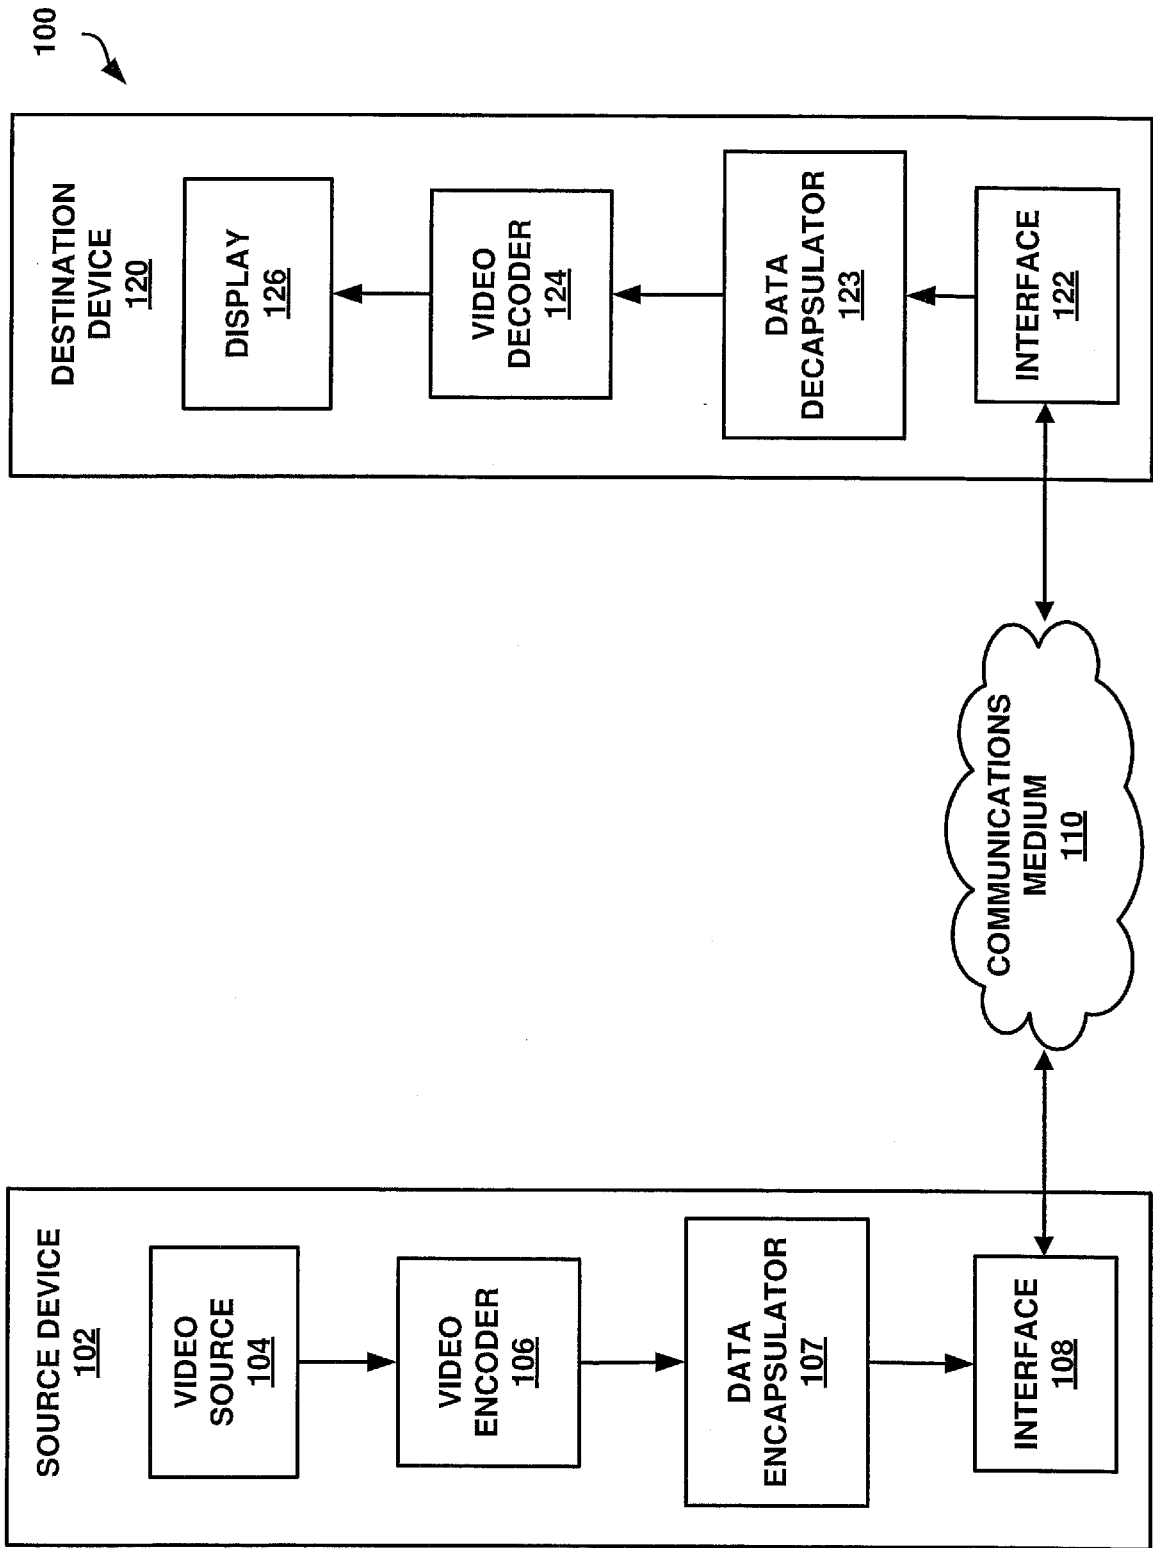 100
SOURCE DEVICE
102
VIDEO
SOURCE
104
VIDEO
ENCODER
106
DATA
ENCAPSULATOR
107
INTERFACE
108
COMMUNICATIONS
MEDIUM
110
DESTINATION
DEVICE
120
DISPLAY
126
VIDEO
DECODER
124
DATA
DECAPSULATOR
123
INTERFACE
122